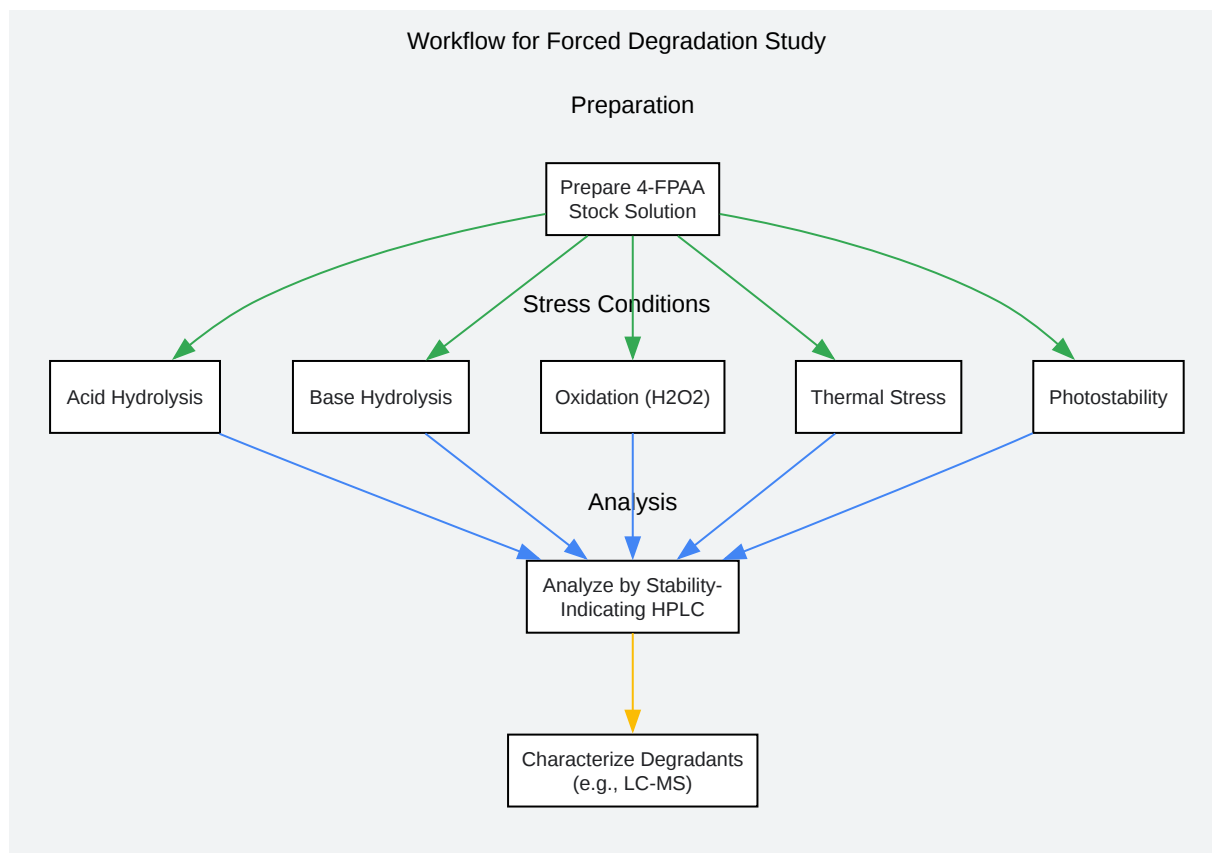 Workflow for Forced Degradation Study
Preparation
Prepare 4-FPAA
Stock Solution
Stress Conditions
Acid Hydrolysis
Base Hydrolysis
Oxidation (H2O2)
Thermal Stress
Photostability
Analysis
Analyze by Stability-
Indicating HPLC
Characterize Degradants
(e.g., LC-MS)